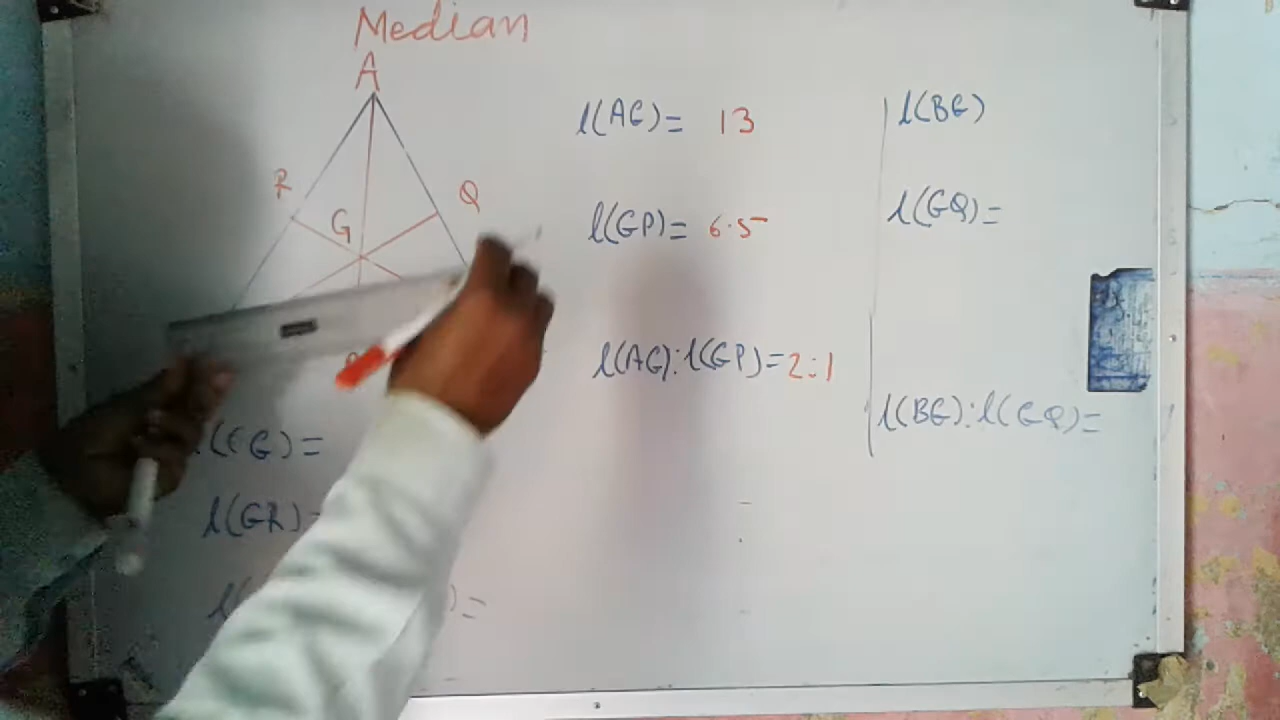 Median
A
R
Q
G
l(AG)= 13
l(GP)= 6.5
l(AG):l(GP)=2:1
l(BG)
l(GQ)=
l(BG):l(GQ)=
l(CG)=
l(GR)=